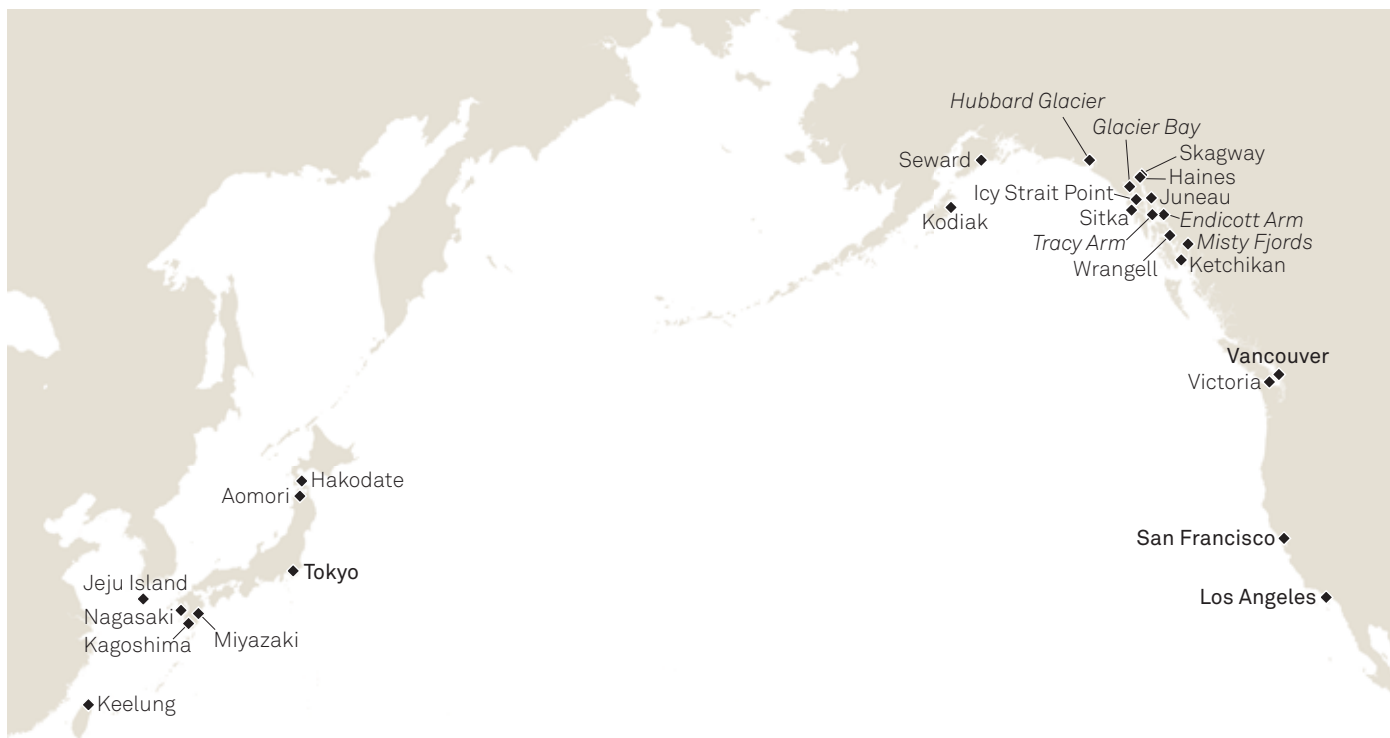 Hubbard Glacier
Glacier Bay
Skagway
Seward
Haines
Icy Strait Point
Juneau
Kodiak
Sitka
Endicott Arm
Tracy Arm
Misty Fjords
Wrangell
Ketchikan
Vancouver
Victoria
Hakodate
Aomori
San Francisco
Tokyo
Jeju Island
Los Angeles
Nagasaki
Kagoshima
Miyazaki
Keelung